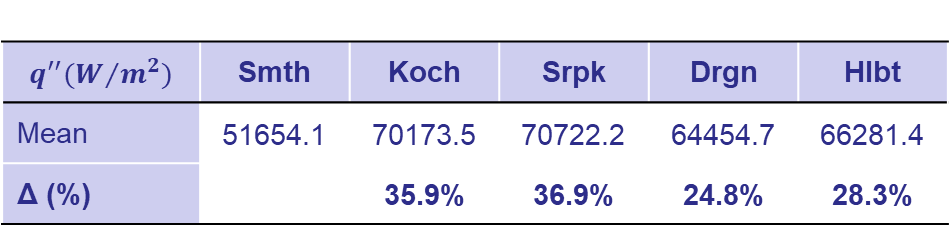 q″(W/m²) Smth Koch Srpk Drgn Hlbt
Mean 51654.1 70173.5 70722.2 64454.7 66281.4
Δ (%) 35.9% 36.9% 24.8% 28.3%